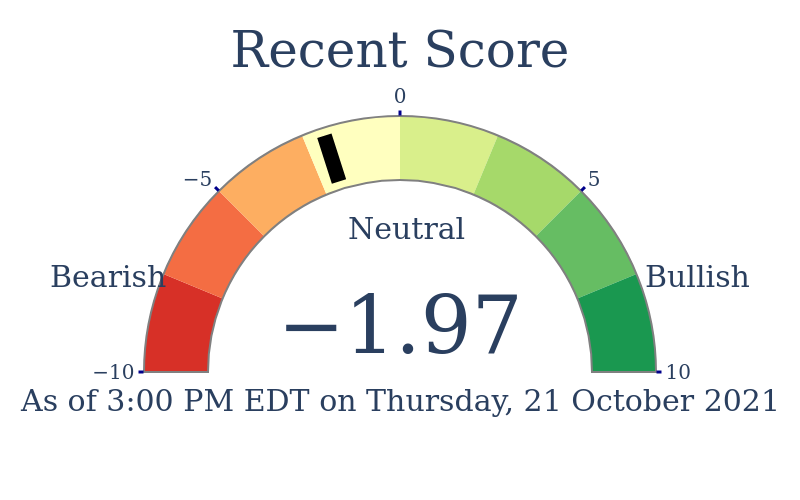 Recent Score
0
−5
5
Neutral
Bearish
Bullish
−1.97
−10
10
As of 3:00 PM EDT on Thursday, 21 October 2021